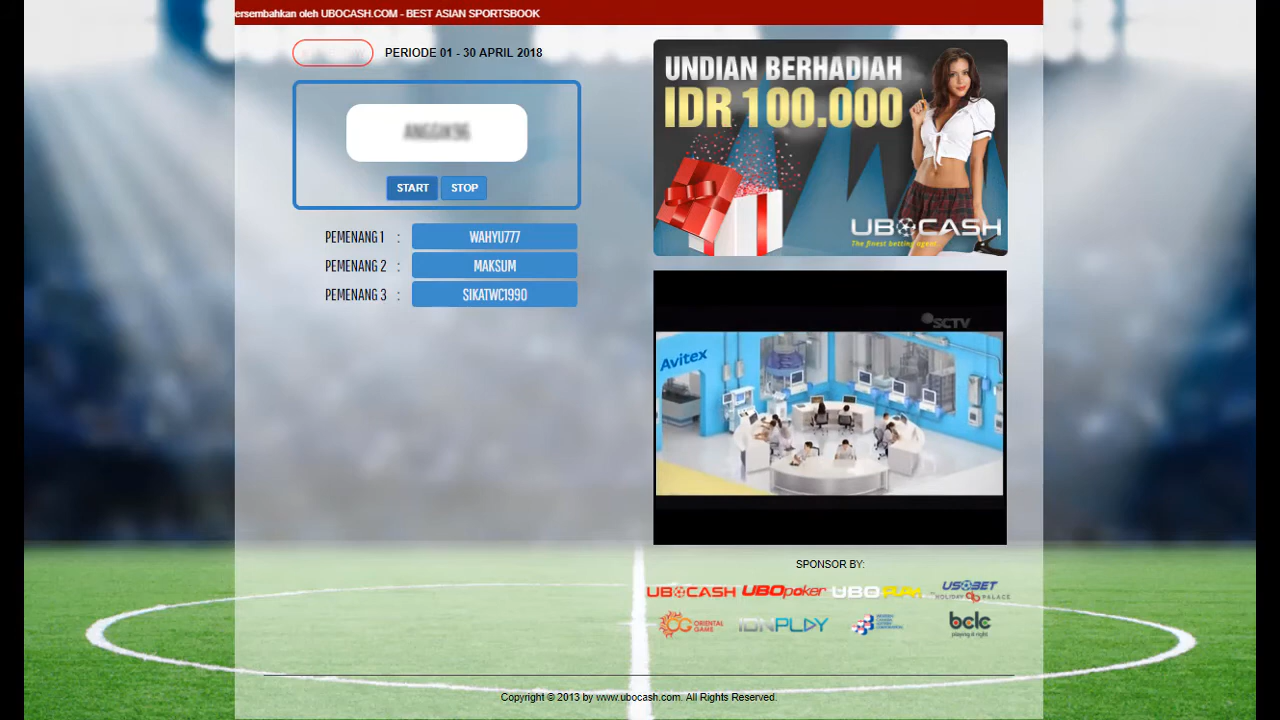 ersembahkan oleh UBOCASH.COM - BEST ASIAN SPORTSBOOK
PERIODE 01 - 30 APRIL 2018
START STOP
PEMENANG 1 : WAHYU777
PEMENANG 2 : MAKSUM
PEMENANG 3 : SIKATWC1990
UNDIAN BERHADIAH
IDR 100.000
UBOCASH
The finest betting agent.
SCTV
Avitex
SPONSOR BY:
UBOCASH UBOpoker UBOFUN USOBET
HOLIDAY PALACE
OG ORIENTAL GAME IDNPLAY bclc
playing it right
Copyright © 2013 by www.ubocash.com. All Rights Reserved.